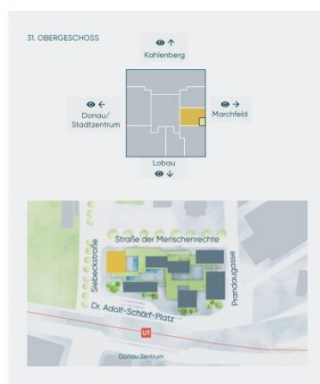 31. OBERGESCHOSS
Kahlenberg
Donau/
Stadtzentrum
Marchfeld
Lobau
Straße der Menschenrechte
Siebeckstraße
Prandaugasse
Dr. Adolf-Schärf-Platz
U1
Donau Zentrum